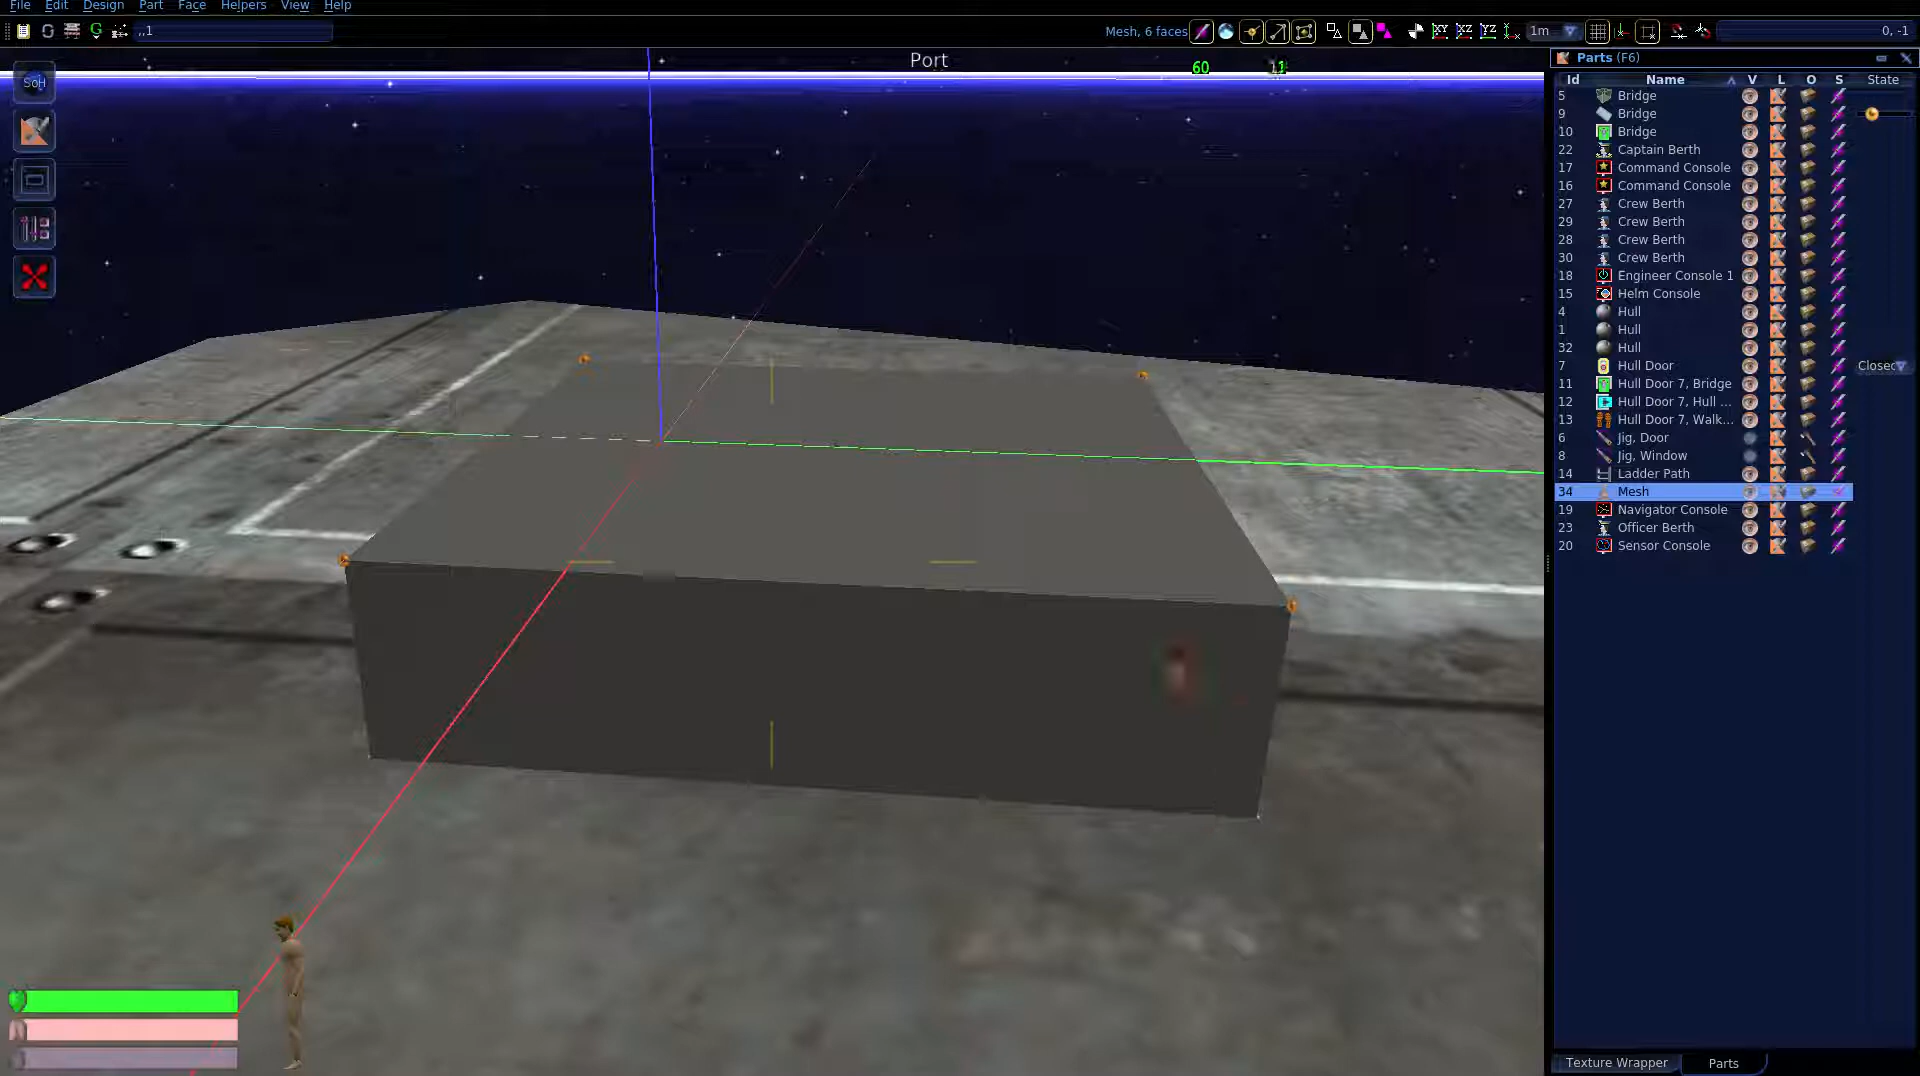 File Edit Design Part Face Helpers View Help
,,1
Mesh, 6 faces
XY XZ YZ
1m
0, -1
Port
60
SoH
Parts (F6)
Id Name V L O S State
5 Bridge
9 Bridge
10 Bridge
22 Captain Berth
17 Command Console
16 Command Console
27 Crew Berth
29 Crew Berth
28 Crew Berth
30 Crew Berth
18 Engineer Console 1
15 Helm Console
4 Hull
1 Hull
32 Hull
7 Hull Door Closed
11 Hull Door 7, Bridge
12 Hull Door 7, Hull ...
13 Hull Door 7, Walk...
6 Jig, Door
8 Jig, Window
14 Ladder Path
34 Mesh
19 Navigator Console
23 Officer Berth
20 Sensor Console
Texture Wrapper Parts